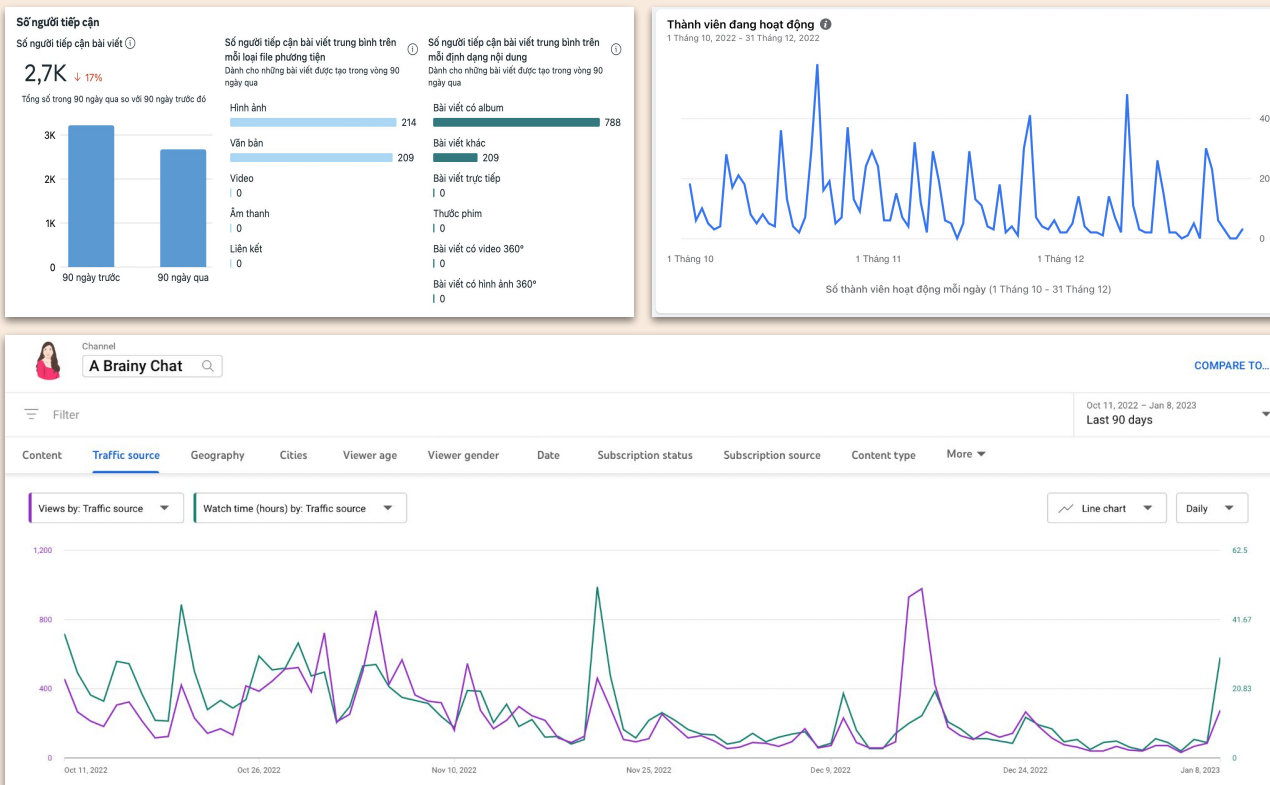 Số người tiếp cận
Số người tiếp cận bài viết
2,7K ↓ 17%
Tổng số trong 90 ngày qua so với 90 ngày trước đó
3K
2K
1K
0
90 ngày trước
90 ngày qua
Số người tiếp cận bài viết trung bình trên
mỗi loại file phương tiện
Dành cho những bài viết được tạo trong vòng 90
ngày qua
Hình ảnh
214
Văn bản
209
Video
0
Âm thanh
0
Liên kết
0
Số người tiếp cận bài viết trung bình trên
mỗi định dạng nội dung
Dành cho những bài viết được tạo trong vòng 90
ngày qua
Bài viết có album
788
Bài viết khác
209
Bài viết trực tiếp
0
Thước phim
0
Bài viết có video 360°
0
Bài viết có hình ảnh 360°
0
Thành viên đang hoạt động
1 Tháng 10, 2022 - 31 Tháng 12, 2022
40
20
0
1 Tháng 10
1 Tháng 11
1 Tháng 12
Số thành viên hoạt động mỗi ngày (1 Tháng 10 - 31 Tháng 12)
Channel
A Brainy Chat
COMPARE TO...
Filter
Oct 11, 2022 – Jan 8, 2023
Last 90 days
Content Traffic source Geography Cities Viewer age Viewer gender Date Subscription status Subscription source Content type More
Views by: Traffic source
Watch time (hours) by: Traffic source
Line chart
Daily
1,200
800
400
0
62.5
41.67
20.83
0
Oct 11, 2022
Oct 26, 2022
Nov 10, 2022
Nov 25, 2022
Dec 9, 2022
Dec 24, 2022
Jan 8, 2023